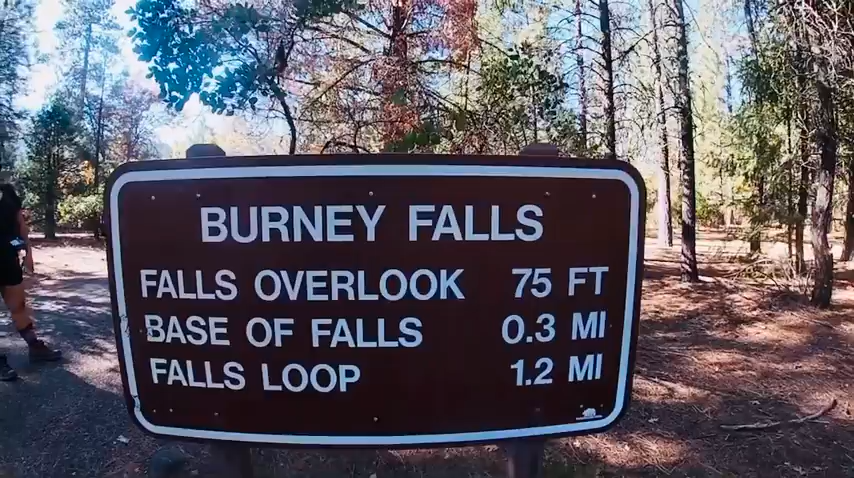 BURNEY FALLS
FALLS OVERLOOK 75 FT
BASE OF FALLS 0.3 MI
FALLS LOOP 1.2 MI